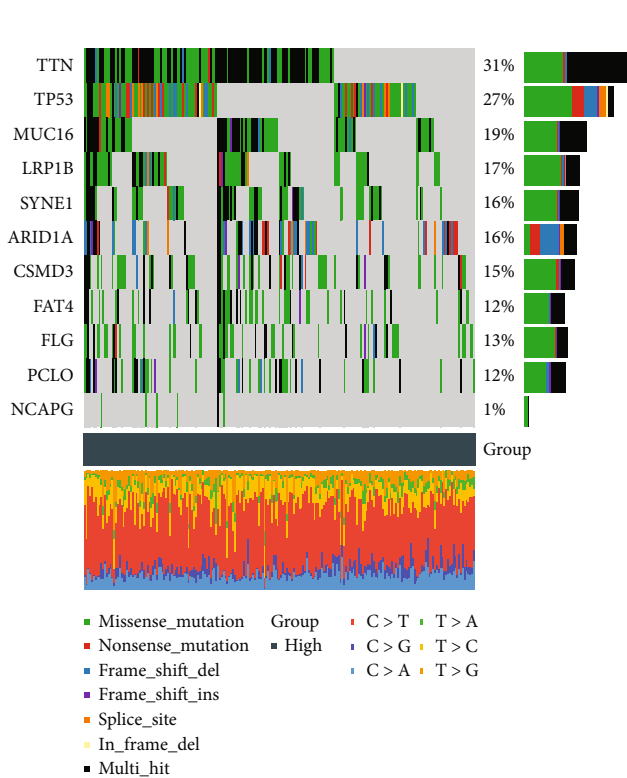 TTN 31%
TP53 27%
MUC16 19%
LRP1B 17%
SYNE1 16%
ARID1A 16%
CSMD3 15%
FAT4 12%
FLG 13%
PCLO 12%
NCAPG 1%
Group
Missense_mutation Group C > T T > A
Nonsense_mutation High C > G T > C
Frame_shift_del C > A T > G
Frame_shift_ins
Splice_site
In_frame_del
Multi_hit